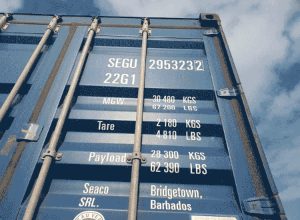 SEGU 2953232
22G1
MGW 30 480 KGS
67 200 LBS
Tare 2 180 KGS
4 810 LBS
Payload 28 300 KGS
62 390 LBS
Seaco Bridgetown,
SRL. Barbados